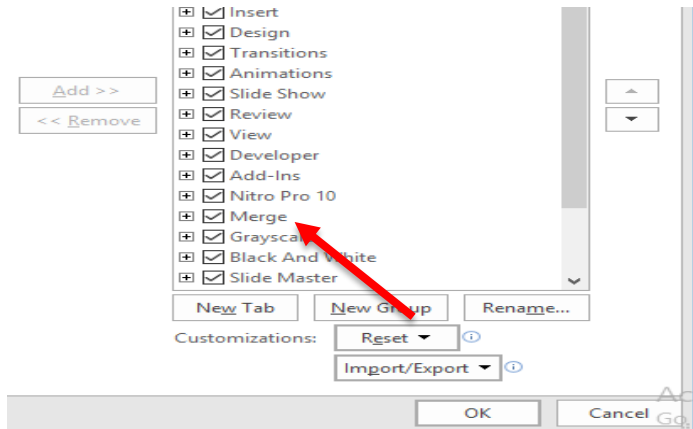 Insert
Design
Transitions
Animations
Add >>
Slide Show
<< Remove
Review
View
Developer
Add-Ins
Nitro Pro 10
Merge
Grayscal
Black And White
Slide Master
New Tab New Group Rename...
Customizations: Reset
Import/Export
OK Cancel